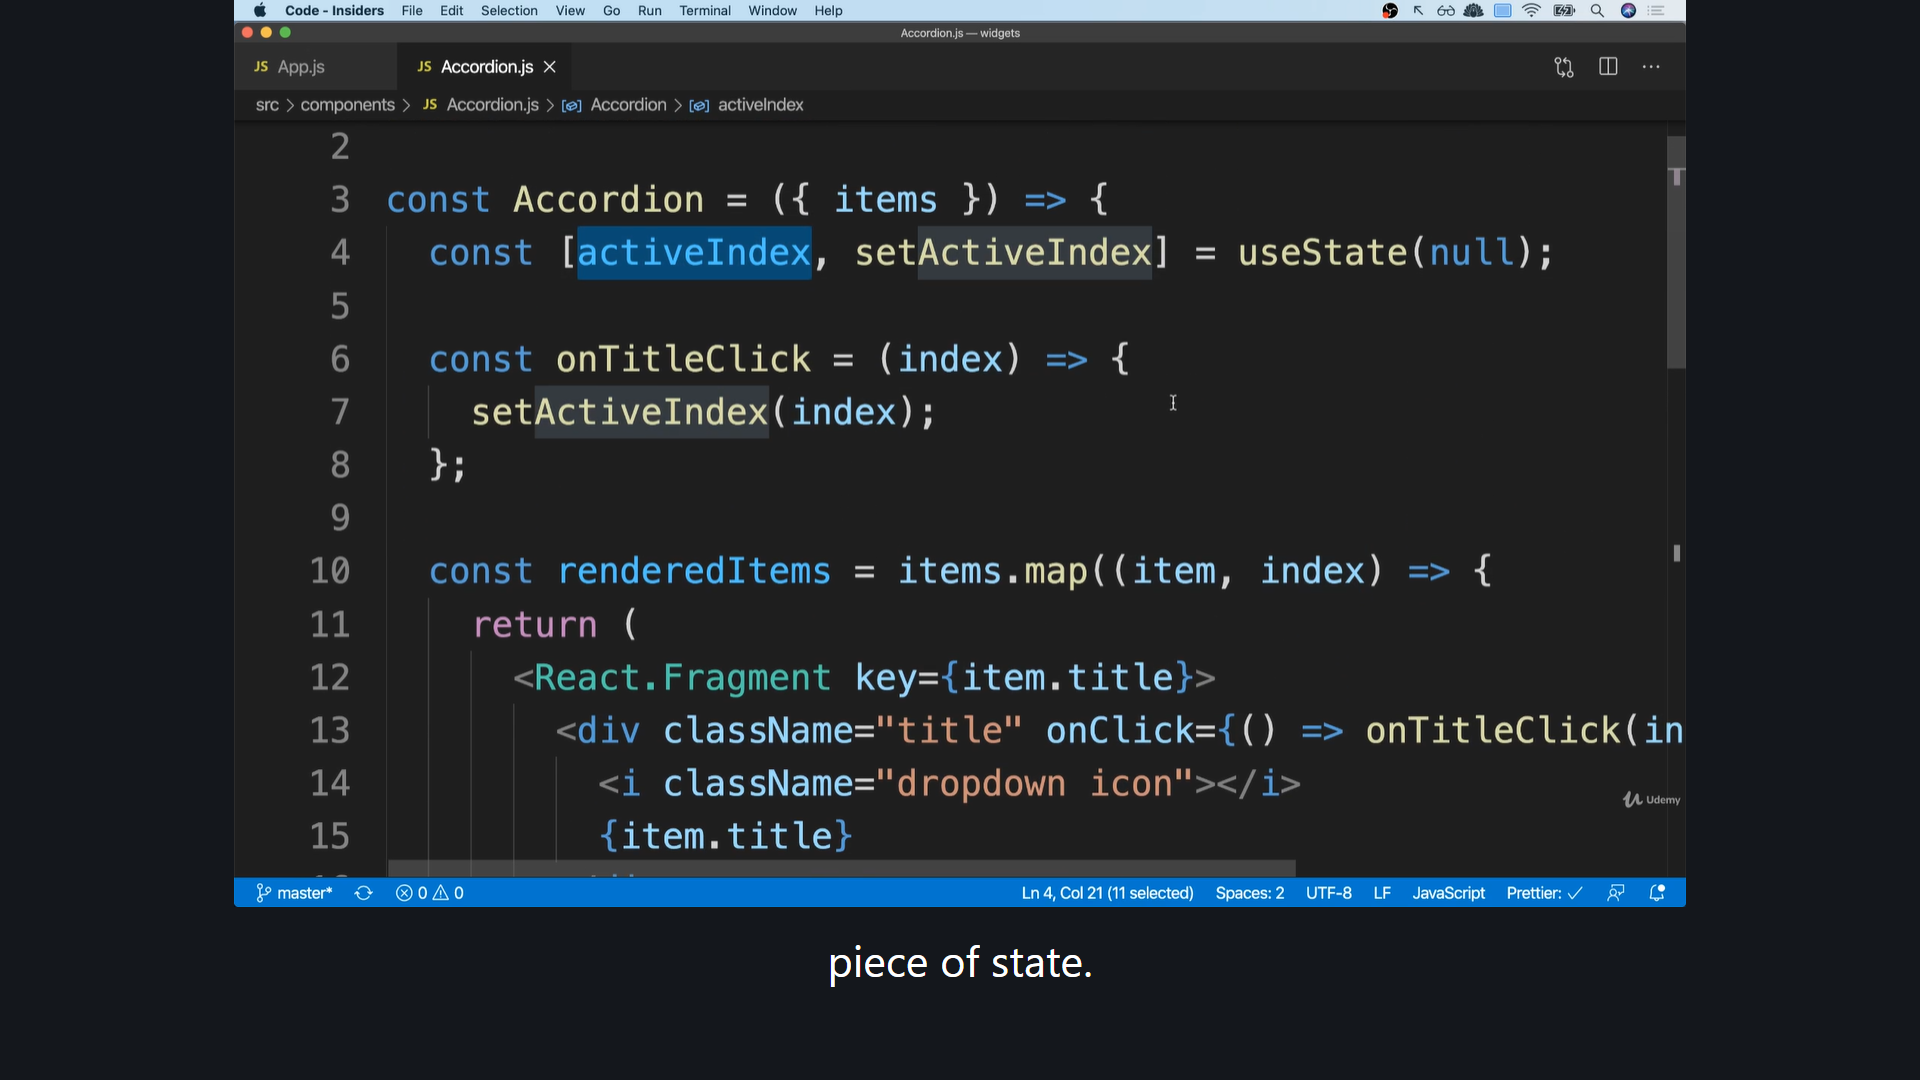 Code - Insiders File Edit Selection View Go Run Terminal Window Help
Accordion.js — widgets
JS App.js JS Accordion.js
src > components > JS Accordion.js > Accordion > activeIndex
2
3 const Accordion = ({ items }) => {
4 const [activeIndex, setActiveIndex] = useState(null);
5
6 const onTitleClick = (index) => {
7 setActiveIndex(index);
8 };
9
10 const renderedItems = items.map((item, index) => {
11 return (
12 <React.Fragment key={item.title}>
13 <div className="title" onClick={() => onTitleClick(in
14 <i className="dropdown icon"></i>
15 {item.title}
Udemy
master* 0 0 Ln 4, Col 21 (11 selected) Spaces: 2 UTF-8 LF JavaScript Prettier: ✓
piece of state.